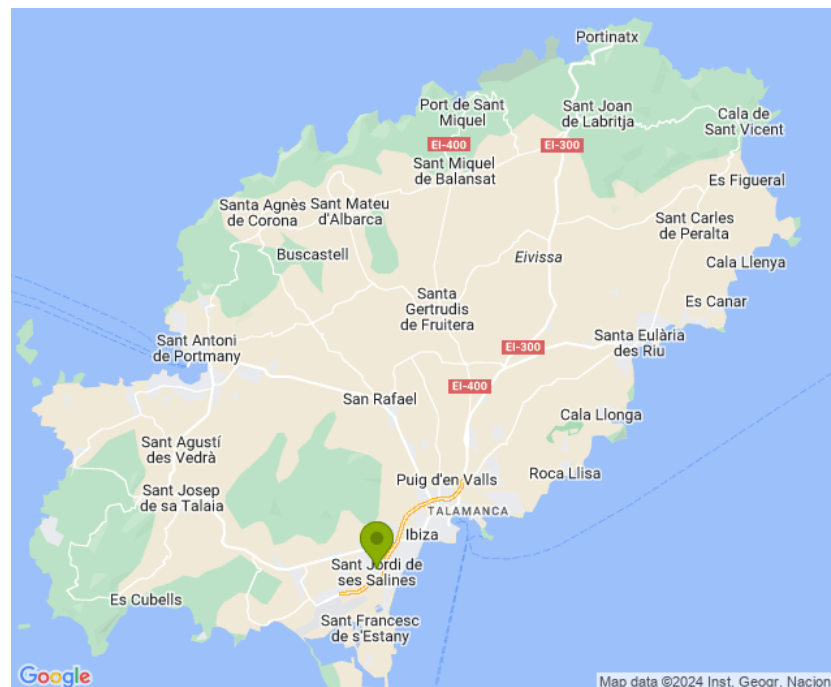 Portinatx
Port de Sant
Miquel
Sant Joan
de Labritja
Cala de
Sant Vicent
EI-400
EI-300
Sant Miquel
de Balansat
Es Figueral
Santa Agnès
de Corona
Sant Mateu
d'Albarca
Sant Carles
de Peralta
Buscastell
Eivissa
Cala Llenya
Santa
Gertrudis
de Fruitera
Es Canar
Sant Antoni
de Portmany
Santa Eulària
des Riu
EI-300
EI-400
San Rafael
Cala Llonga
Sant Agustí
des Vedrà
Puig d'en Valls
Roca Llisa
Sant Josep
de sa Talaia
TALAMANCA
Ibiza
Sant Jordi de
ses Salines
Es Cubells
Sant Francesc
de s'Estany
Google
Map data ©2024 Inst. Geogr. Nacion